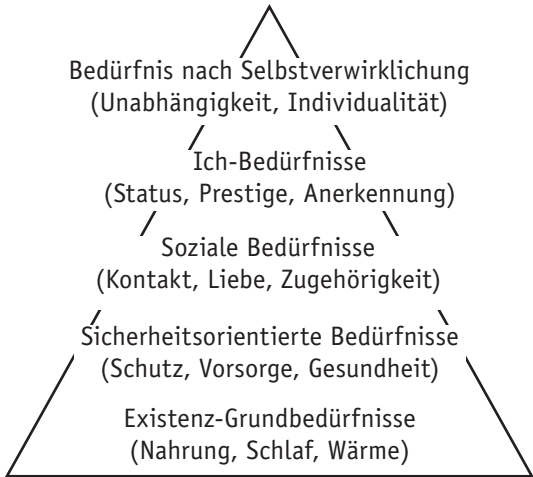 Bedürfnis nach Selbstverwirklichung
(Unabhängigkeit, Individualität)
Ich-Bedürfnisse
(Status, Prestige, Anerkennung)
Soziale Bedürfnisse
(Kontakt, Liebe, Zugehörigkeit)
Sicherheitsorientierte Bedürfnisse
(Schutz, Vorsorge, Gesundheit)
Existenz-Grundbedürfnisse
(Nahrung, Schlaf, Wärme)